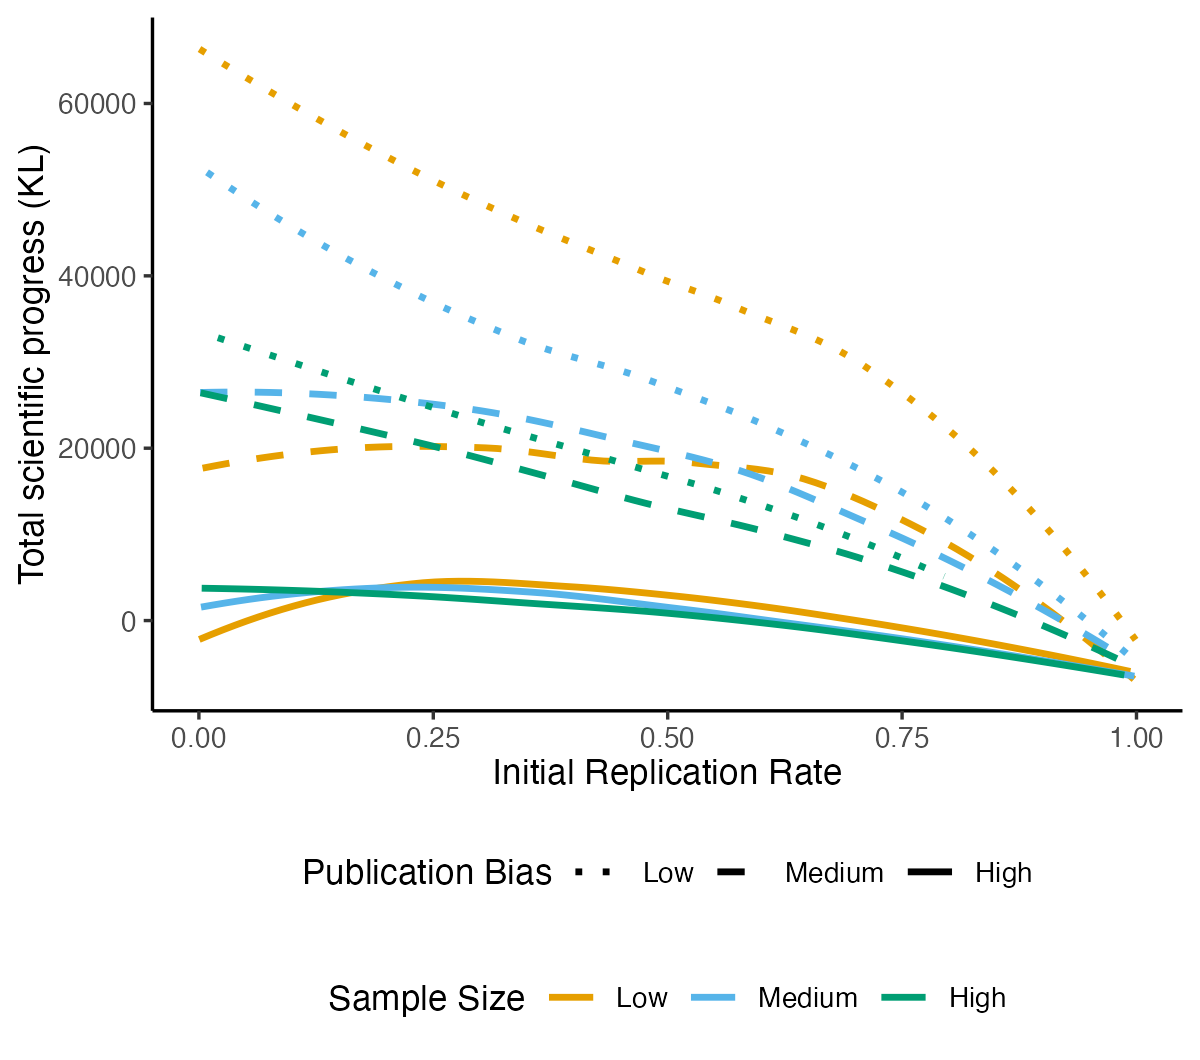 Total scientific progress (KL)
60000
40000
20000
0
0.00 0.25 0.50 0.75 1.00
Initial Replication Rate
Publication Bias Low Medium High
Sample Size Low Medium High